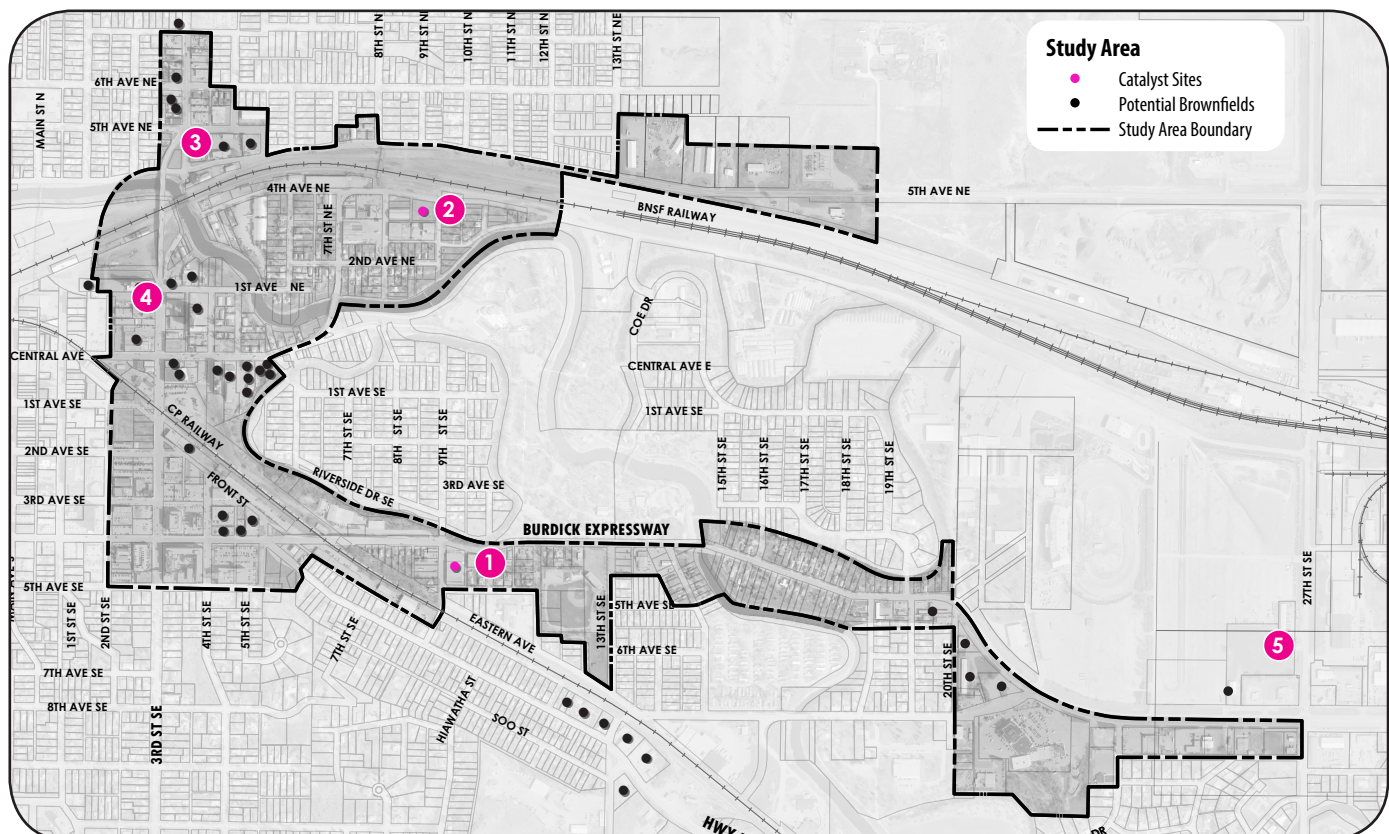 Study Area
Catalyst Sites
Potential Brownfields
Study Area Boundary
8TH ST N
9TH ST N
10TH ST N
11TH ST N
12TH ST N
13TH ST N
MAIN ST N
6TH AVE NE
5TH AVE NE
3
4TH AVE NE
7TH ST NE
2
5TH AVE NE
BNSF RAILWAY
2ND AVE NE
1ST AVE NE
4
COE DR
CENTRAL AVE
CENTRAL AVE E
1ST AVE SE
1ST AVE SE
1ST AVE SE
CP RAILWAY
7TH ST SE
8TH ST SE
9TH ST SE
15TH ST SE
16TH ST SE
17TH ST SE
18TH ST SE
19TH ST SE
2ND AVE SE
RIVERSIDE DR SE
3RD AVE SE
FRONT ST
3RD AVE SE
BURDICK EXPRESSWAY
1
27TH ST SE
5TH AVE SE
1ST ST SE
2ND ST SE
4TH ST SE
5TH ST SE
7TH ST SE
EASTERN AVE
13TH ST SE
5TH AVE SE
6TH AVE SE
20TH ST SE
5
7TH AVE SE
8TH AVE SE
3RD ST SE
HIAWATHA ST
SOO ST
HWY
DR